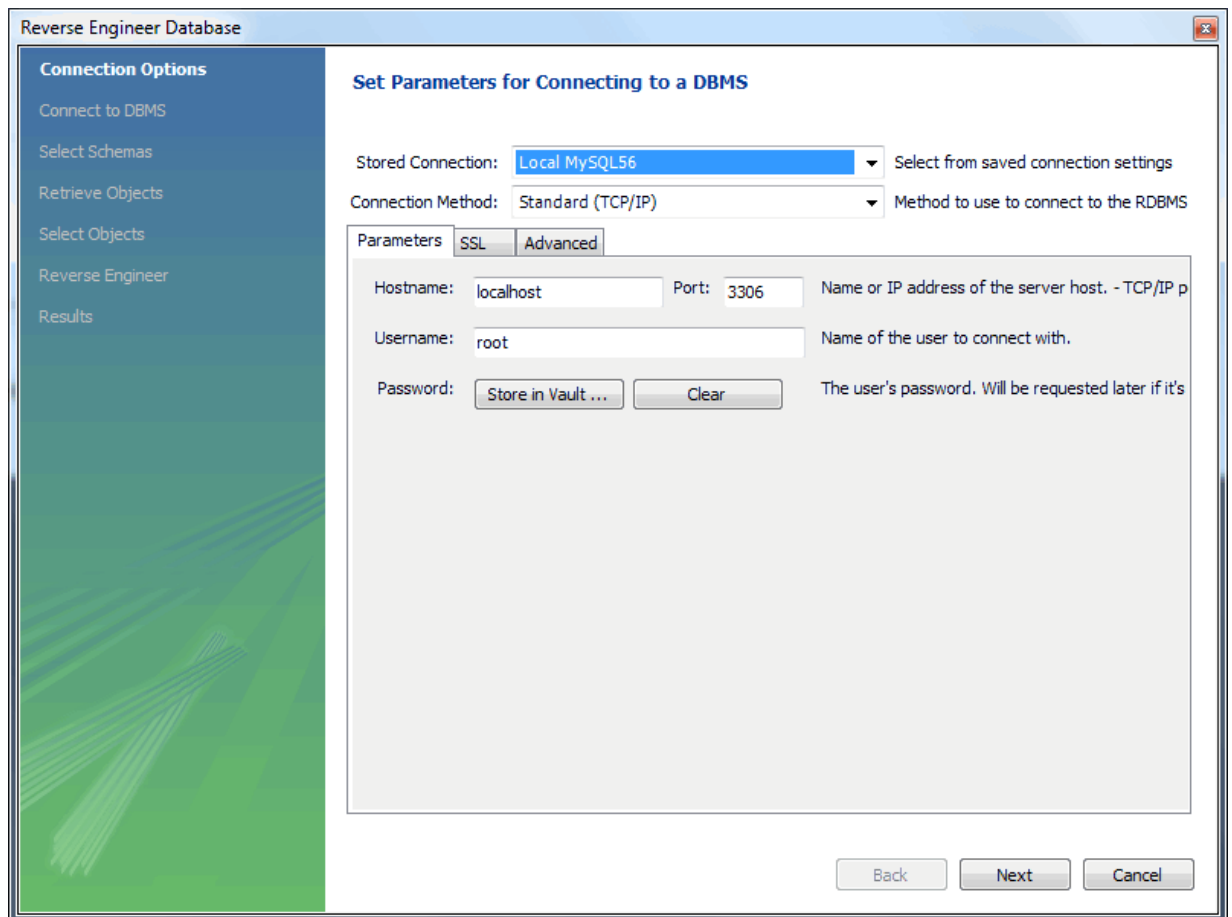 Reverse Engineer Database
Connection Options
Connect to DBMS
Select Schemas
Retrieve Objects
Select Objects
Reverse Engineer
Results
Set Parameters for Connecting to a DBMS
Stored Connection: Local MySQL56 Select from saved connection settings
Connection Method: Standard (TCP/IP) Method to use to connect to the RDBMS
Parameters SSL Advanced
Hostname: localhost Port: 3306 Name or IP address of the server host. - TCP/IP p
Username: root Name of the user to connect with.
Password: Store in Vault ... Clear The user's password. Will be requested later if it's
Back Next Cancel